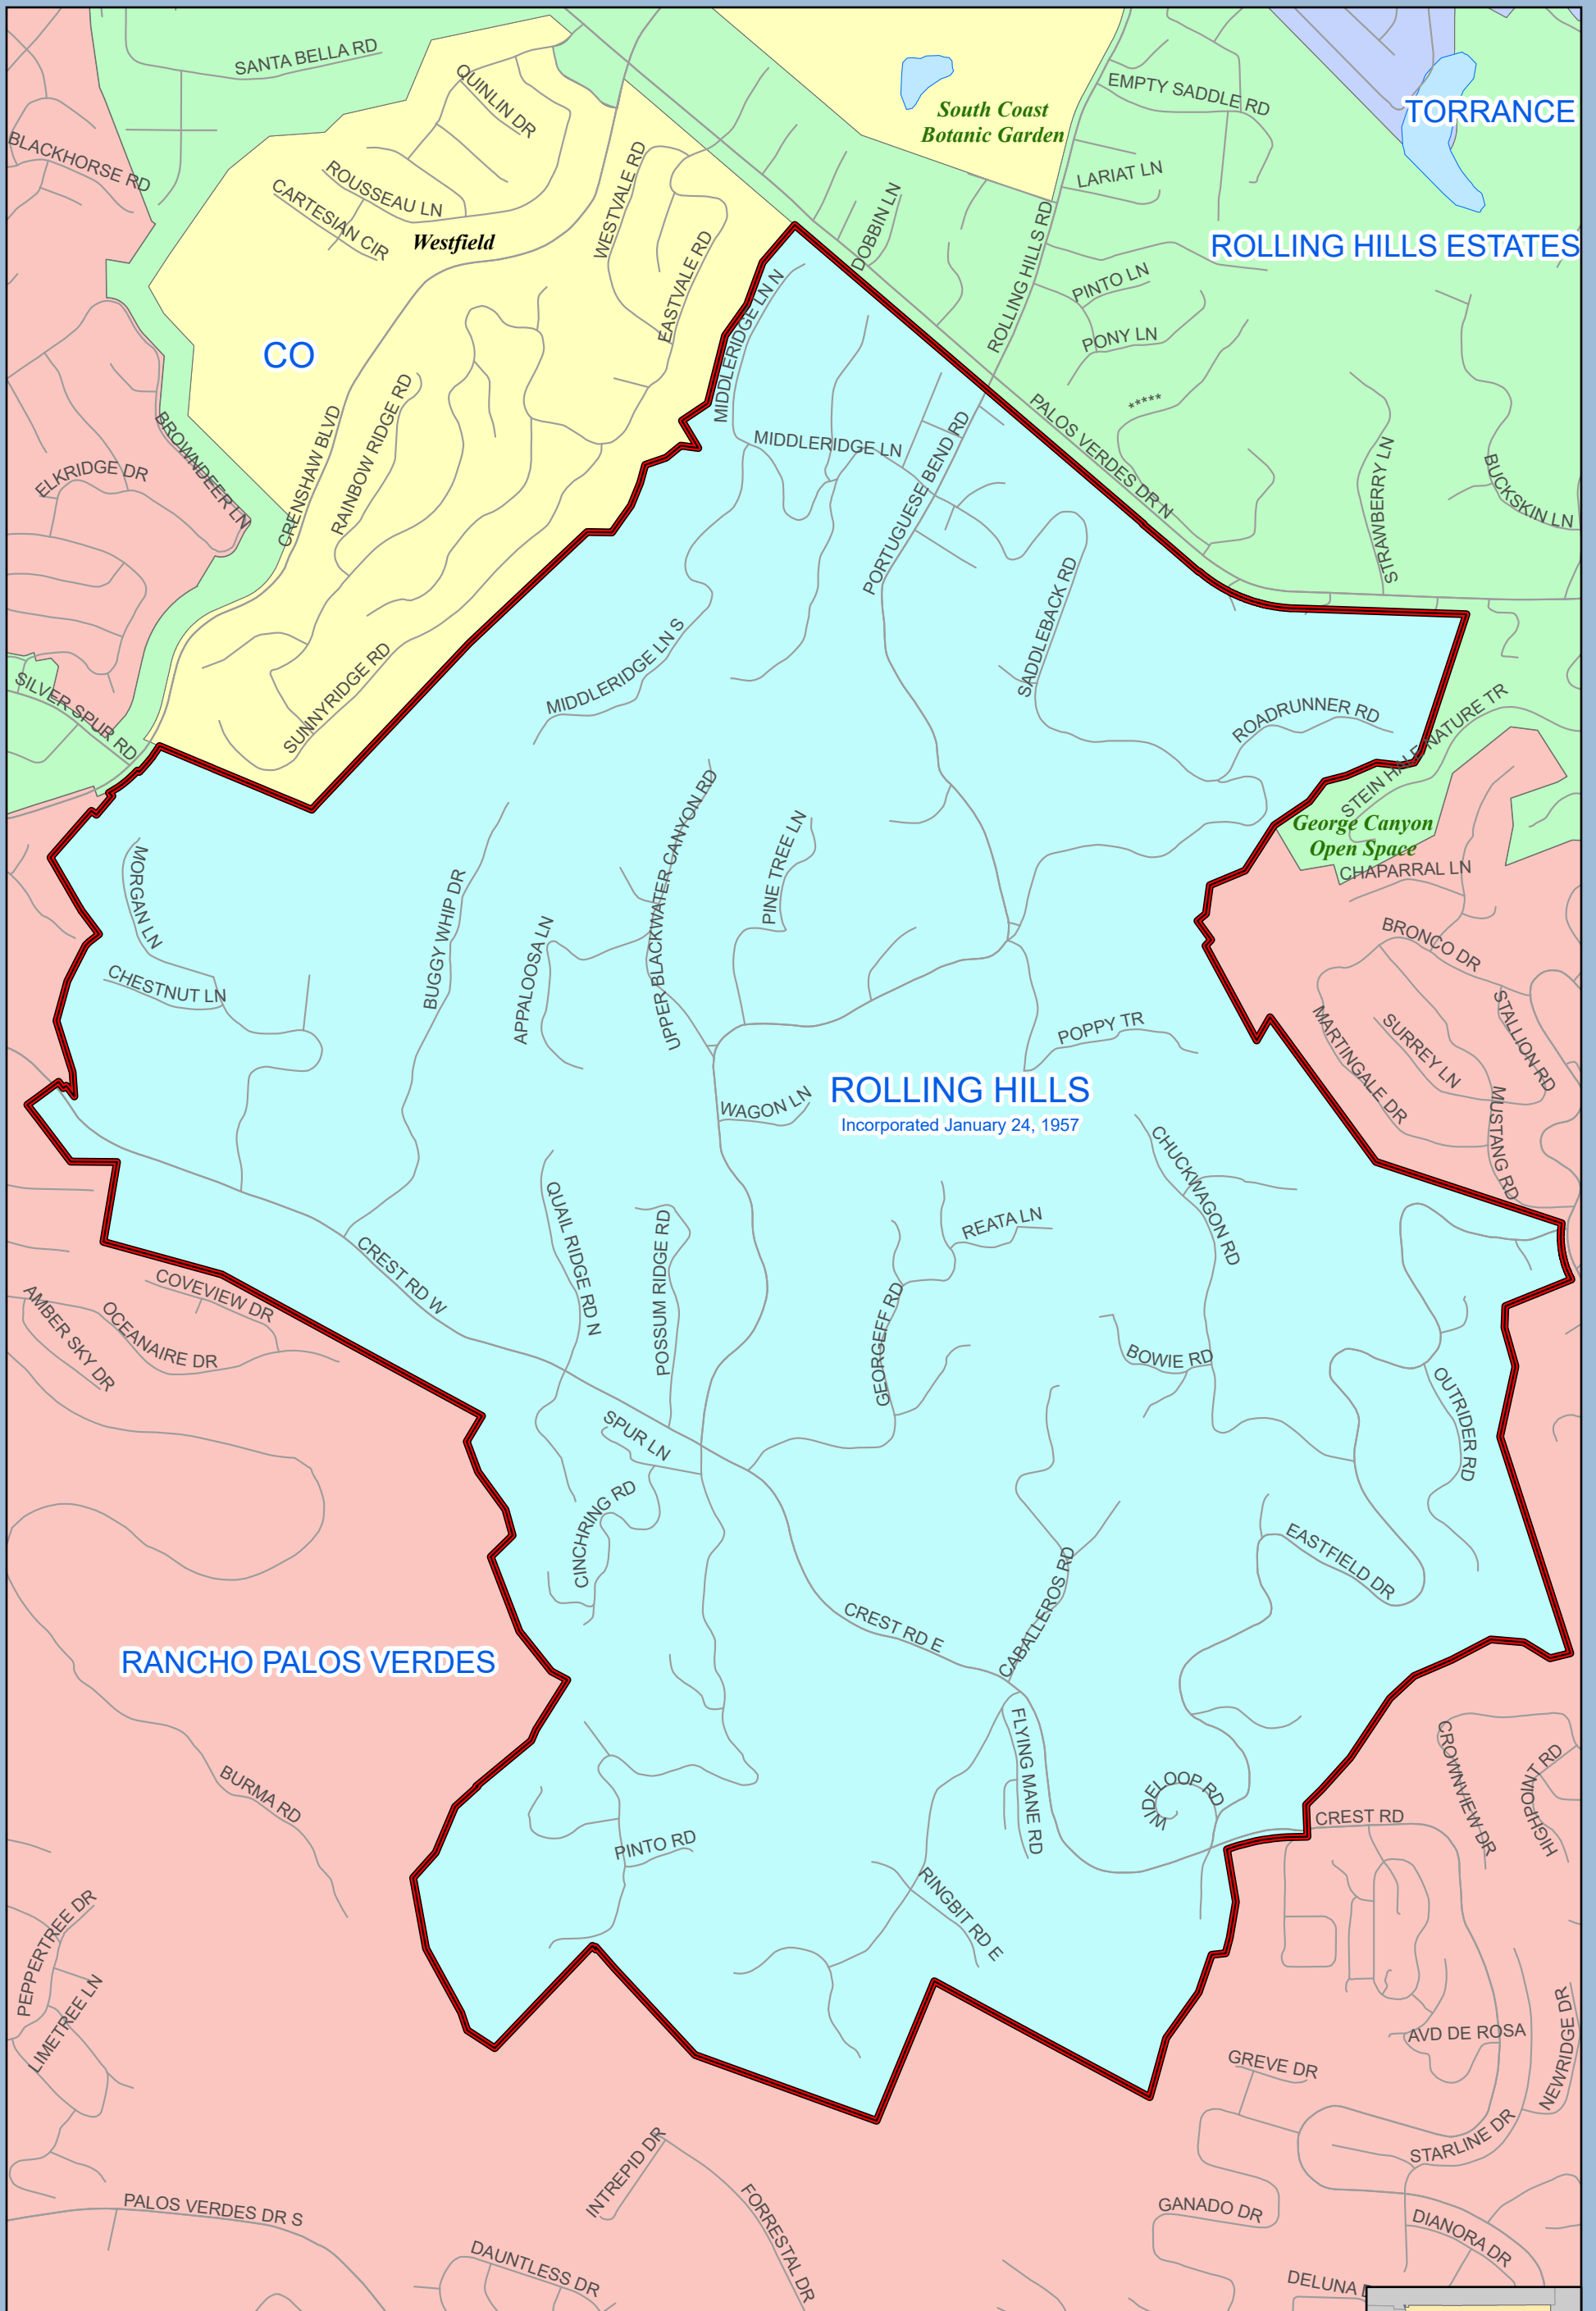 SANTA BELLA RD
QUINLIN DR
EMPTY SADDLE RD
South Coast
Botanic Garden
TORRANCE
BLACKHORSE RD
ROUSSEAU LN
CARTESIAN CIR
Westfield
WESTVALE RD
EASTVALE RD
DOBBIN LN
LARIAT LN
ROLLING HILLS RD
ROLLING HILLS ESTATES
PINTO LN
PONY LN
*****
CO
MIDDLERIDGE LN N
BROWNDEER LN
CRENSHAW BLVD
RAINBOW RIDGE RD
ELKRIDGE DR
MIDDLERIDGE LN
PORTUGUESE BEND RD
PALOS VERDES DR N
STRAWBERRY LN
BUCKSKIN LN
SADDLEBACK RD
MIDDLERIDGE LN S
SUNNYRIDGE RD
SILVER SPUR RD
ROADRUNNER RD
STEIN HALE NATURE TR
George Canyon
Open Space
CHAPARRAL LN
MORGAN LN
CHESTNUT LN
BUGGY WHIP DR
APPALOOSA LN
UPPER BLACKWATER CANYON RD
PINE TREE LN
BRONCO DR
STALLION RD
SURREY LN
MARTINGALE DR
MUSTANG RD
POPPY TR
ROLLING HILLS
Incorporated January 24, 1957
WAGON LN
CHUCKWAGON RD
QUAIL RIDGE RD N
POSSUM RIDGE RD
REATA LN
CREST RD W
GEORGEFF RD
COVEVIEW DR
OCEANAIRE DR
AMBER SKY DR
BOWIE RD
OUTRIDER RD
SPUR LN
CINCHRING RD
EASTFIELD DR
CABALLEROS RD
CREST RD E
RANCHO PALOS VERDES
FLYING MANE RD
WIDELOOP RD
CREST RD
CROWNVIEW DR
HIGHPOINT RD
BURMA RD
PINTO RD
RINGBIT RD E
PEPPERTREE DR
LIMETREE LN
AVD DE ROSA
NEWRIDGE DR
GREVE DR
STARLINE DR
INTREPID DR
FORRESTAL DR
PALOS VERDES DR S
GANADO DR
DIANORA DR
DAUNTLESS DR
DELUNA